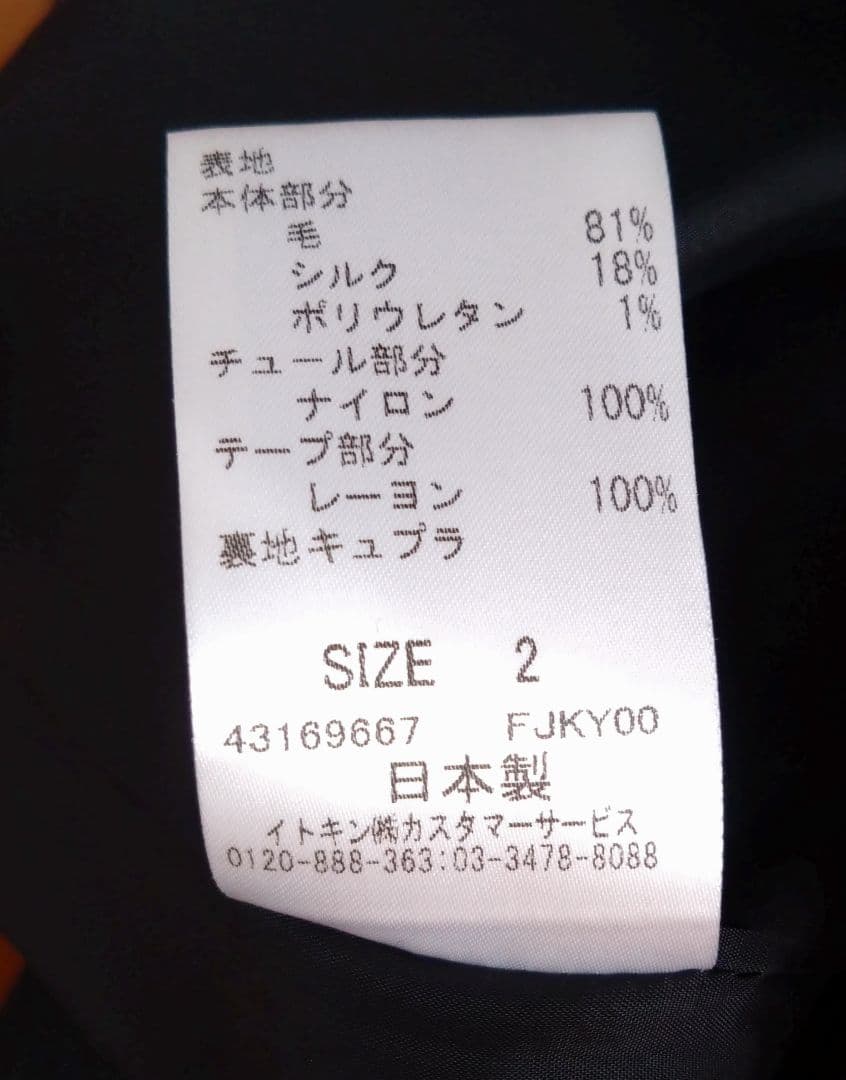 表地
本体部分
毛 81%
シルク 18%
ポリウレタン 1%
チュール部分
ナイロン 100%
テープ部分
レーヨン 100%
裏地キュプラ
SIZE 2
43169667 FJKY00
日本製
イトキン㈱カスタマーサービス
0120-888-363:03-3478-8088